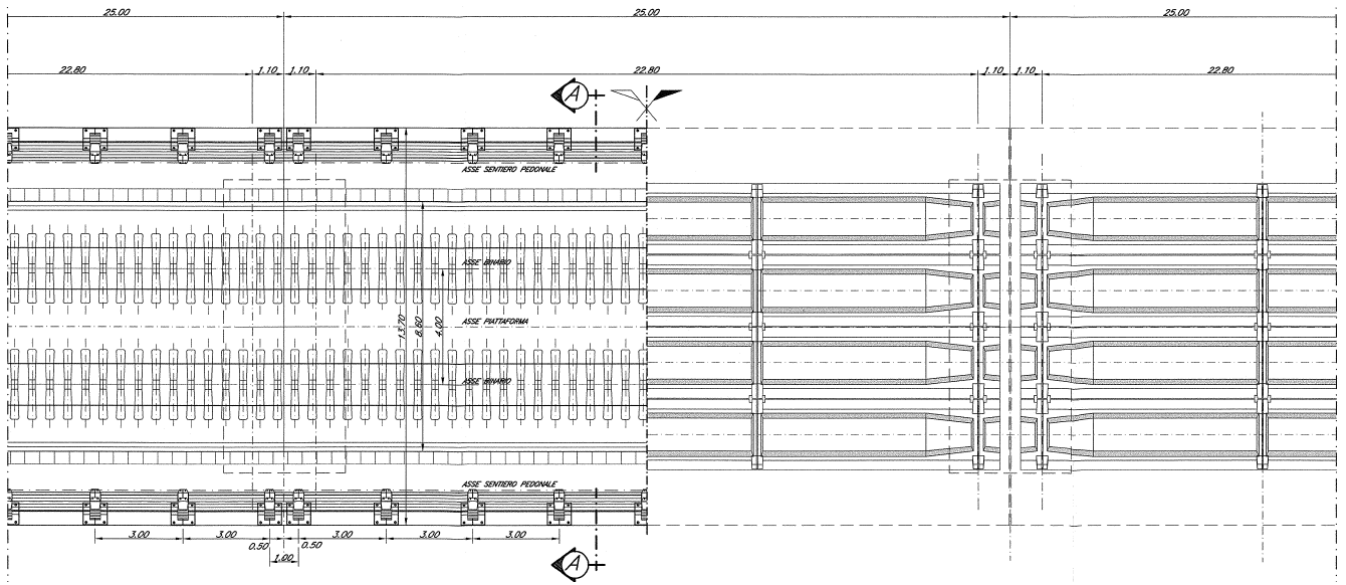 25.00 25.00 25.00
22.80 1.10 1.10 22.80 1.10 1.10 22.80
A
ASSE SENTIERO PEDONALE
ASSE BINARIO
13.70 8.60 4.00
ASSE PIATTAFORMA
ASSE BINARIO
ASSE SENTIERO PEDONALE
3.00 3.00 0.50 0.50 3.00 3.00 3.00
1.00
A